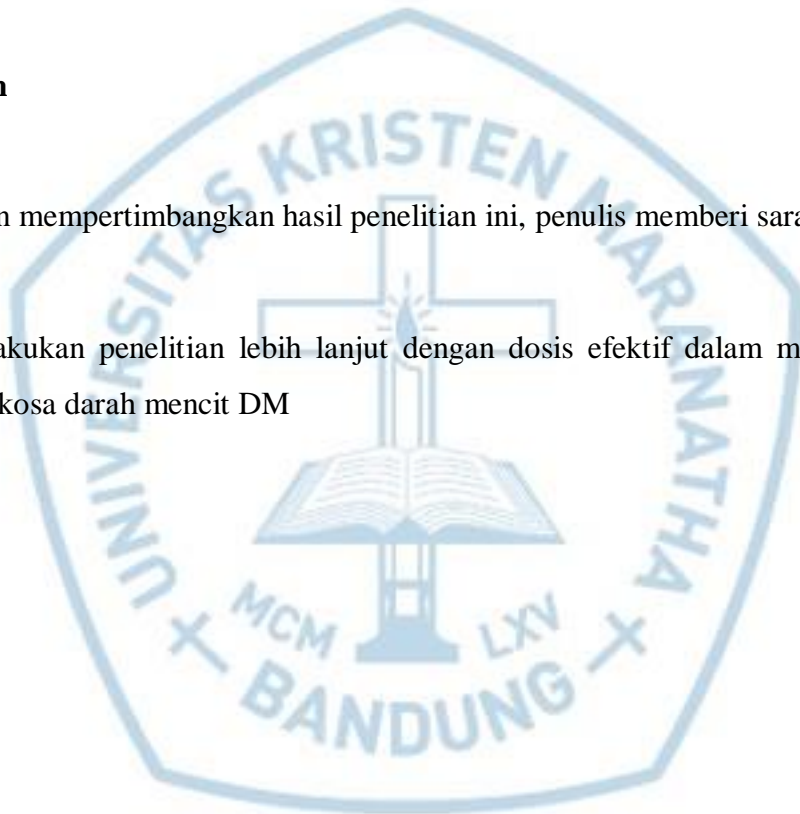 n
n mempertimbangkan hasil penelitian ini, penulis memberi sara
akukan penelitian lebih lanjut dengan dosis efektif dalam m
kosa darah mencit DM
UNIVERSITAS KRISTEN MARANATHA
MCM LXV
BANDUNG